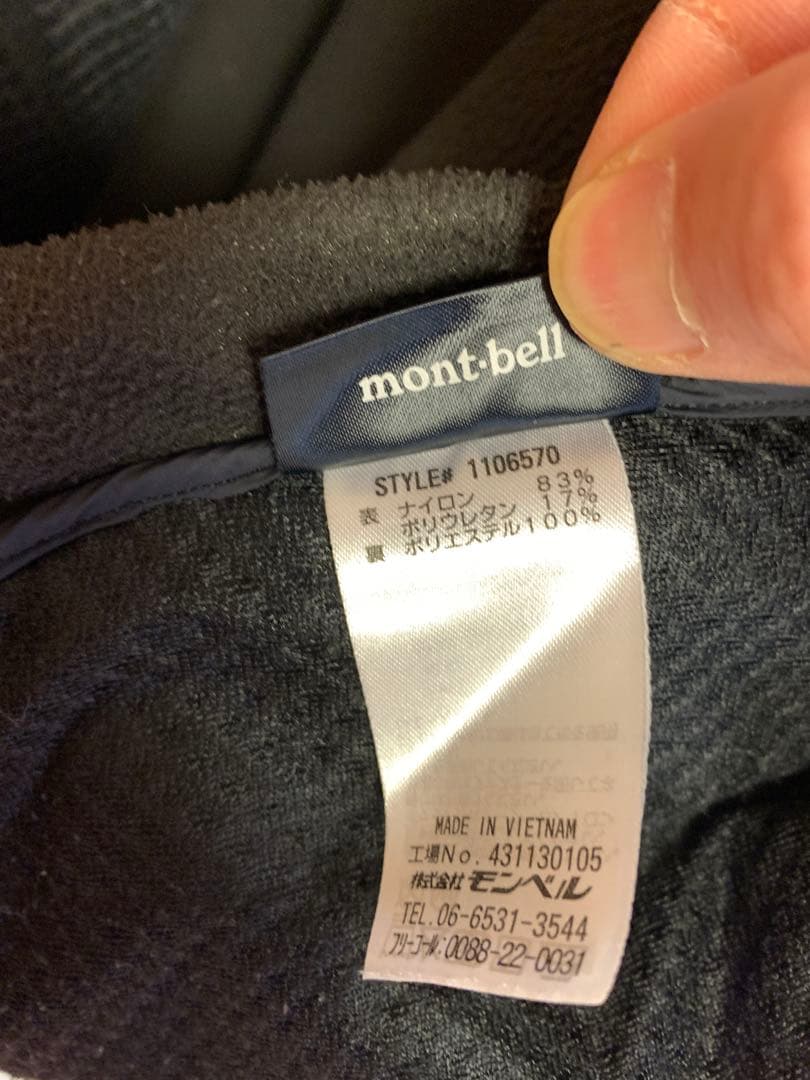 mont-bell
STYLE# 1106570
表 ナイロン 83%
ポリウレタン 17%
裏 ポリエステル100%
MADE IN VIETNAM
工場No. 431130105
株式会社 モンベル
TEL.06-6531-3544
フリーコール:0088-22-0031